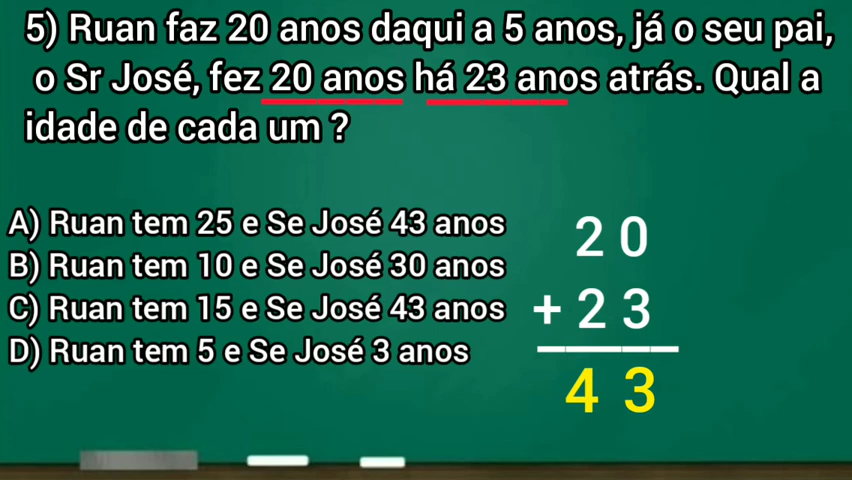 5) Ruan faz 20 anos daqui a 5 anos, já o seu pai,
o Sr José, fez 20 anos há 23 anos atrás. Qual a
idade de cada um ?
A) Ruan tem 25 e Se José 43 anos
B) Ruan tem 10 e Se José 30 anos
C) Ruan tem 15 e Se José 43 anos
D) Ruan tem 5 e Se José 3 anos
2 0
+ 2 3
4 3